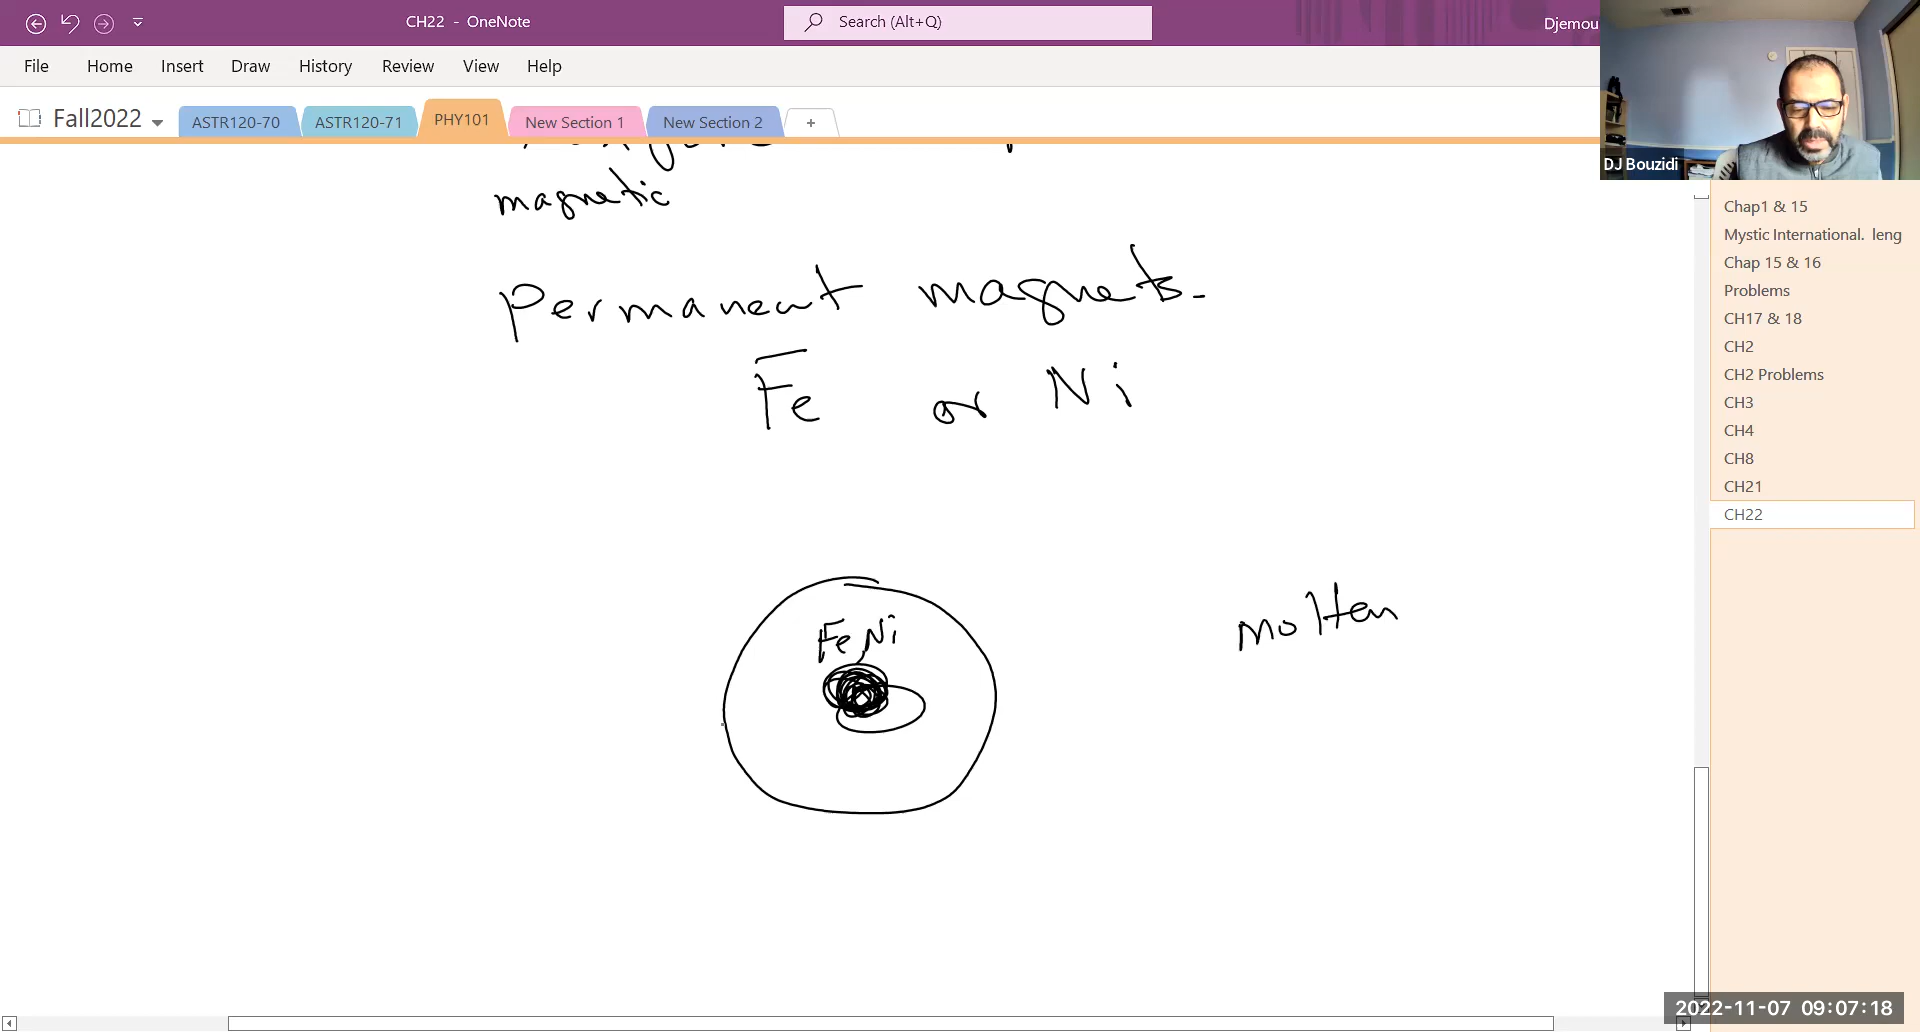 CH22 - OneNote
Search (Alt+Q)
Djemou
File Home Insert Draw History Review View Help
Fall2022
ASTR120-70
ASTR120-71
PHY101
New Section 1
New Section 2
+
DJ Bouzidi
magnetic
Permanent magnets.
Fe or Ni
Fe, Ni
molten
Chap1 & 15
Mystic International. leng
Chap 15 & 16
Problems
CH17 & 18
CH2
CH2 Problems
CH3
CH4
CH8
CH21
CH22
2022-11-07 09:07:18